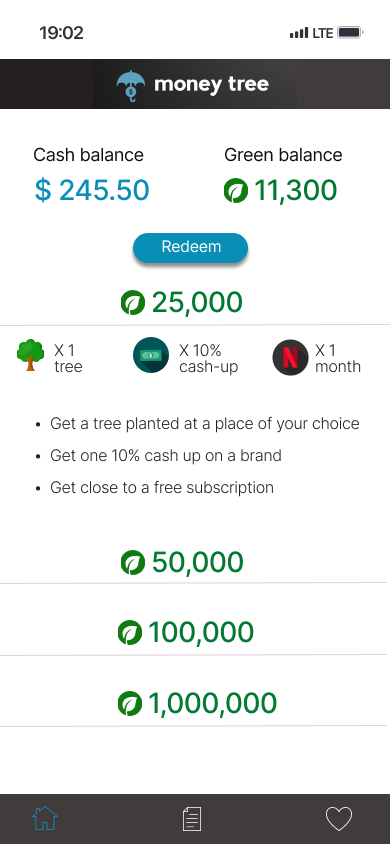 19:02 LTE
money tree
Cash balance Green balance
$ 245.50 11,300
Redeem
25,000
X 1 X 10% N X 1
tree cash-up month
• Get a tree planted at a place of your choice
• Get one 10% cash up on a brand
• Get close to a free subscription
50,000
100,000
1,000,000